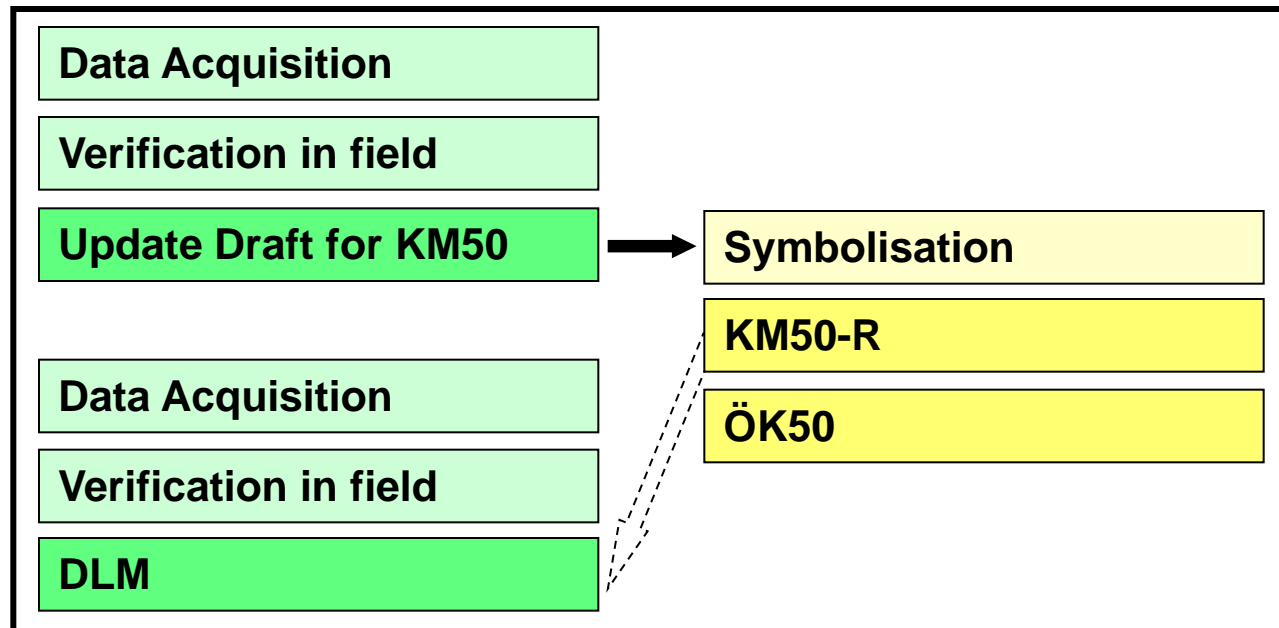 Data Acquisition
Verification in field
Update Draft for KM50
Symbolisation
KM50-R
ÖK50
Data Acquisition
Verification in field
DLM